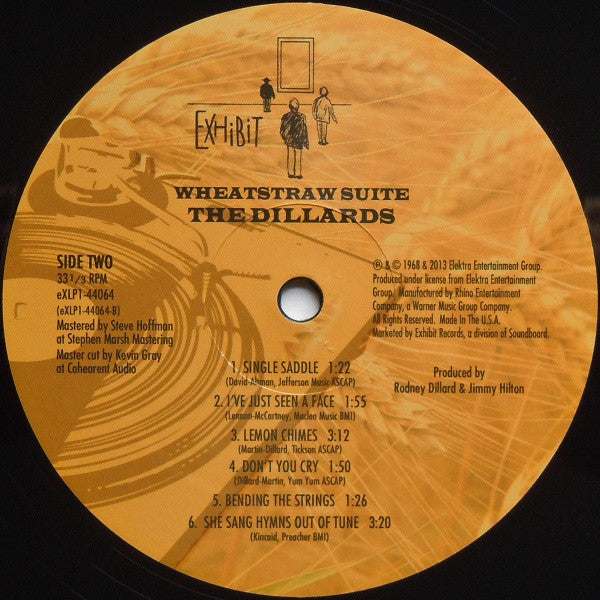 EXHIBIT
WHEATSTRAW SUITE
THE DILLARDS
SIDE TWO
33 1/3 RPM
eXLP1-44064
(eXLP1-44064-B)
Mastered by Steve Hoffman
at Stephen Marsh Mastering
Master cut by Kevin Gray
at Cohearent Audio
℗ & © 1968 & 2013 Elektra Entertainment Group.
Produced under license from Elektra Entertainment
Group. Manufactured by Rhino Entertainment
Company, a Warner Music Group Company.
All Rights Reserved. Made In The U.S.A.
Marketed by Exhibit Records, a division of Soundboard.
Produced by
Rodney Dillard & Jimmy Hilton
1. SINGLE SADDLE 1:22
(David-Altman, Jefferson Music ASCAP)
2. I'VE JUST SEEN A FACE 1:55
(Lennon-McCartney, Maclen Music BMI)
3. LEMON CHIMES 3:12
(Martin-Dillard, Tickson ASCAP)
4. DON'T YOU CRY 1:50
(Dillard-Martin, Yum Yum ASCAP)
5. BENDING THE STRINGS 1:26
6. SHE SANG HYMNS OUT OF TUNE 3:20
(Kincaid, Preacher BMI)